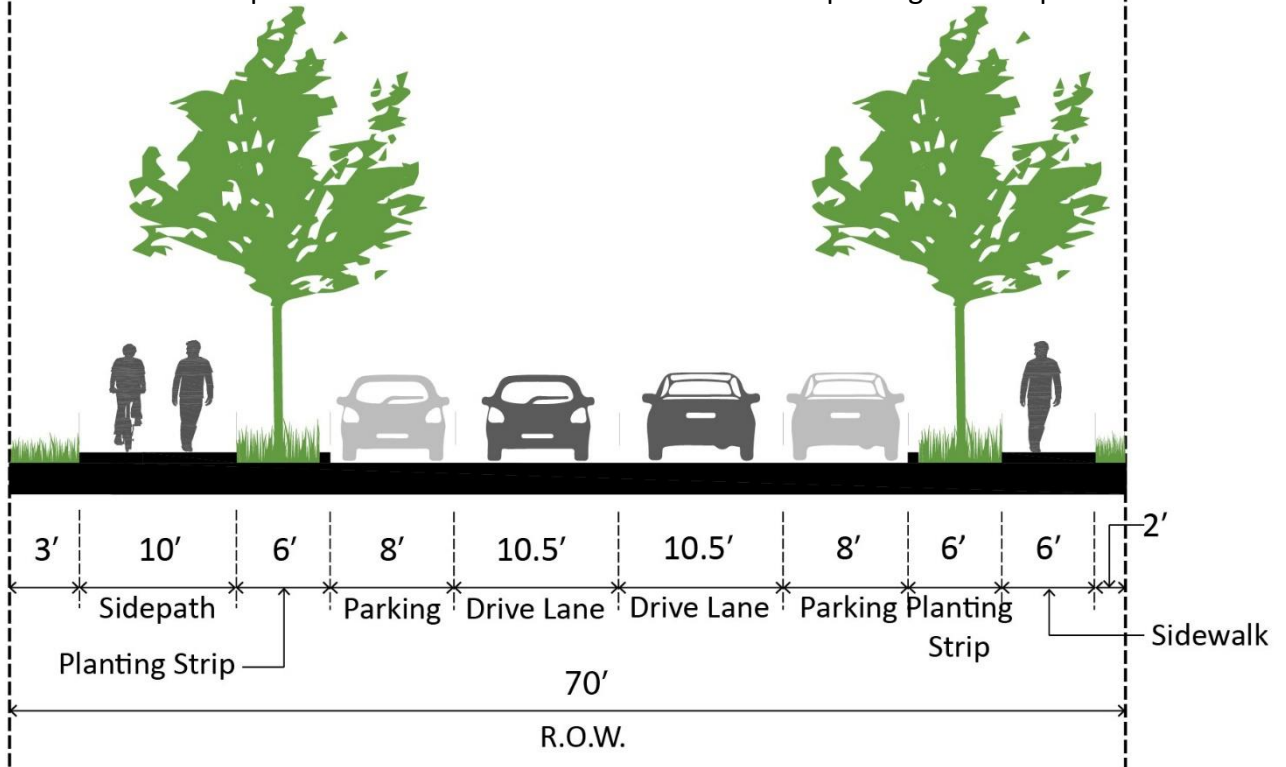 3’ 10’ 6’ 8’ 10.5’ 10.5’ 8’ 6’ 6’ 2’
Sidepath Parking Drive Lane Drive Lane Parking Planting Strip Sidewalk
Planting Strip
70’
R.O.W.